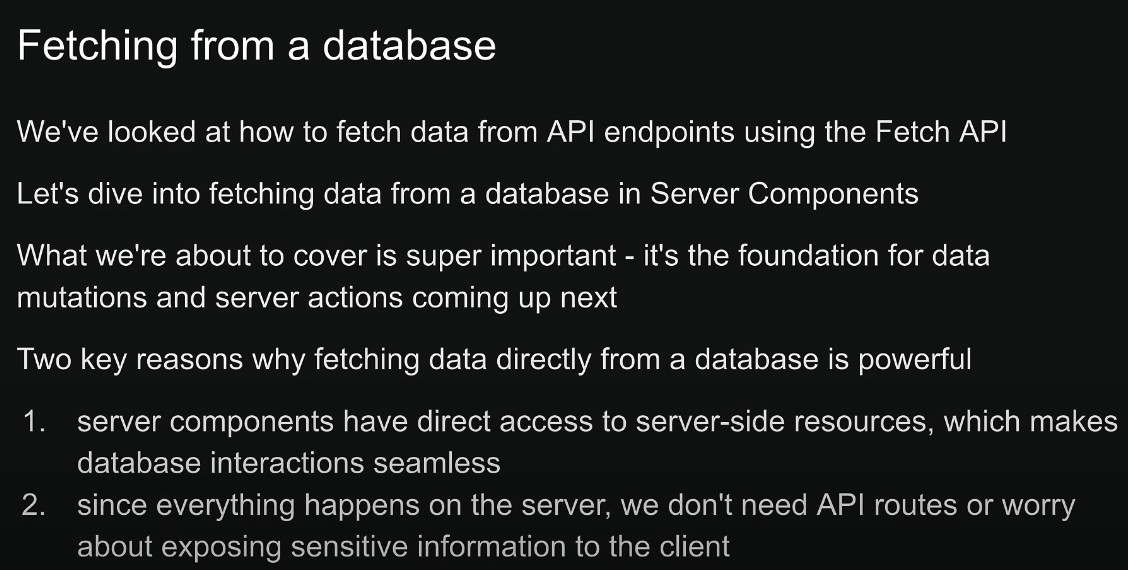 Fetching from a database
We've looked at how to fetch data from API endpoints using the Fetch API
Let's dive into fetching data from a database in Server Components
What we're about to cover is super important - it's the foundation for data
mutations and server actions coming up next
Two key reasons why fetching data directly from a database is powerful
1. server components have direct access to server-side resources, which makes
database interactions seamless
2. since everything happens on the server, we don't need API routes or worry
about exposing sensitive information to the client